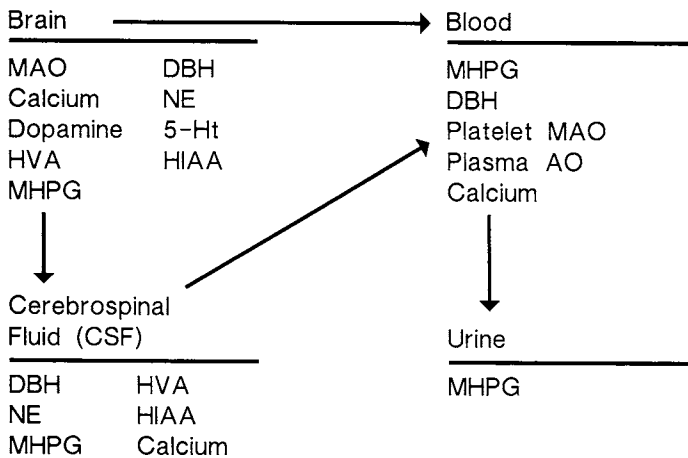 Brain
MAO DBH
Calcium NE
Dopamine 5-Ht
HVA HIAA
MHPG
Cerebrospinal
Fluid (CSF)
DBH HVA
NE HIAA
MHPG Calcium
Blood
MHPG
DBH
Platelet MAO
Plasma AO
Calcium
Urine
MHPG